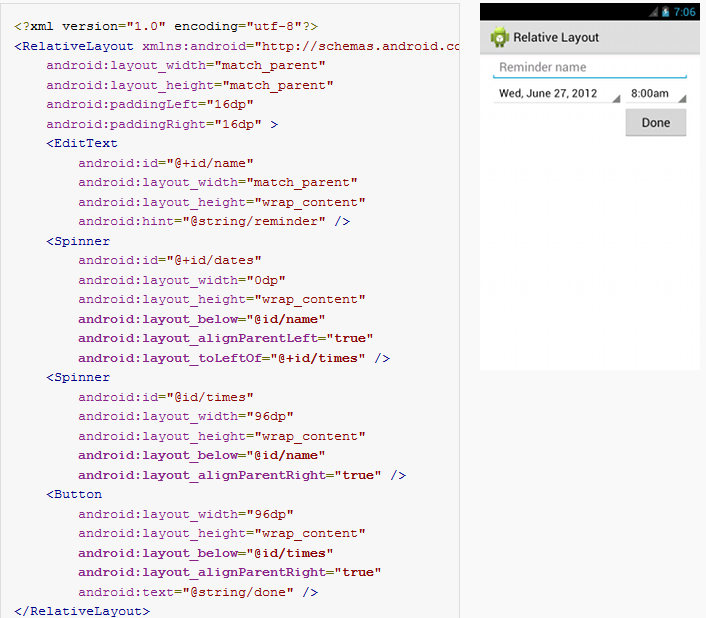 <?xml version="1.0" encoding="utf-8"?>
<RelativeLayout xmlns:android="http://schemas.android.co
android:layout_width="match_parent"
android:layout_height="match_parent"
android:paddingLeft="16dp"
android:paddingRight="16dp" >
<EditText
android:id="@+id/name"
android:layout_width="match_parent"
android:layout_height="wrap_content"
android:hint="@string/reminder" />
<Spinner
android:id="@+id/dates"
android:layout_width="0dp"
android:layout_height="wrap_content"
android:layout_below="@id/name"
android:layout_alignParentLeft="true"
android:layout_toLeftOf="@+id/times" />
<Spinner
android:id="@id/times"
android:layout_width="96dp"
android:layout_height="wrap_content"
android:layout_below="@id/name"
android:layout_alignParentRight="true" />
<Button
android:layout_width="96dp"
android:layout_height="wrap_content"
android:layout_below="@id/times"
android:layout_alignParentRight="true"
android:text="@string/done" />
</RelativeLayout>
7:06
Relative Layout
Reminder name
Wed, June 27, 2012 8:00am
Done